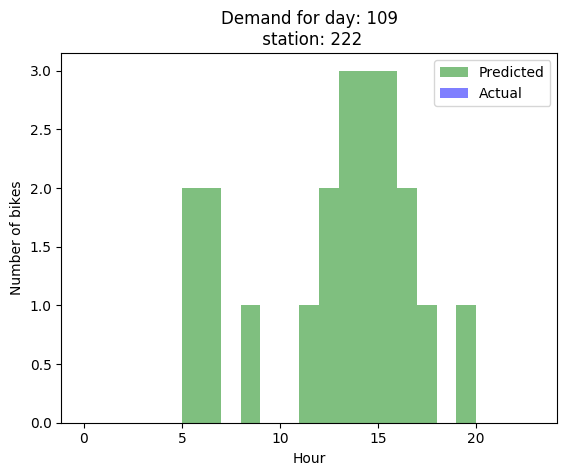 Demand for day: 109
station: 222
Predicted
Actual
3.0
2.5
2.0
1.5
1.0
0.5
0.0
Number of bikes
0 5 10 15 20
Hour